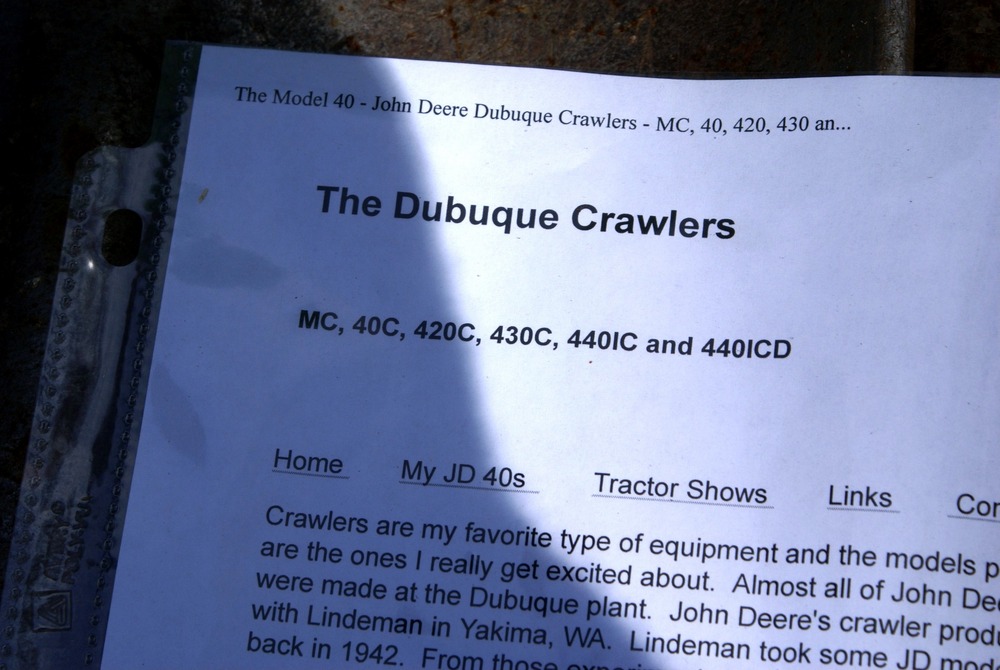 The Model 40 - John Deere Dubuque Crawlers - MC, 40, 420, 430 an...
The Dubuque Crawlers
MC, 40C, 420C, 430C, 440IC and 440ICD
Home My JD 40s Tractor Shows Links
Crawlers are my favorite type of equipment and the models
are the ones I really get excited about. Almost all of John
were made at the Dubuque plant. John Deere's crawler
with Lindeman in Yakima, WA. Lindeman took some JD
back in 1942. From those